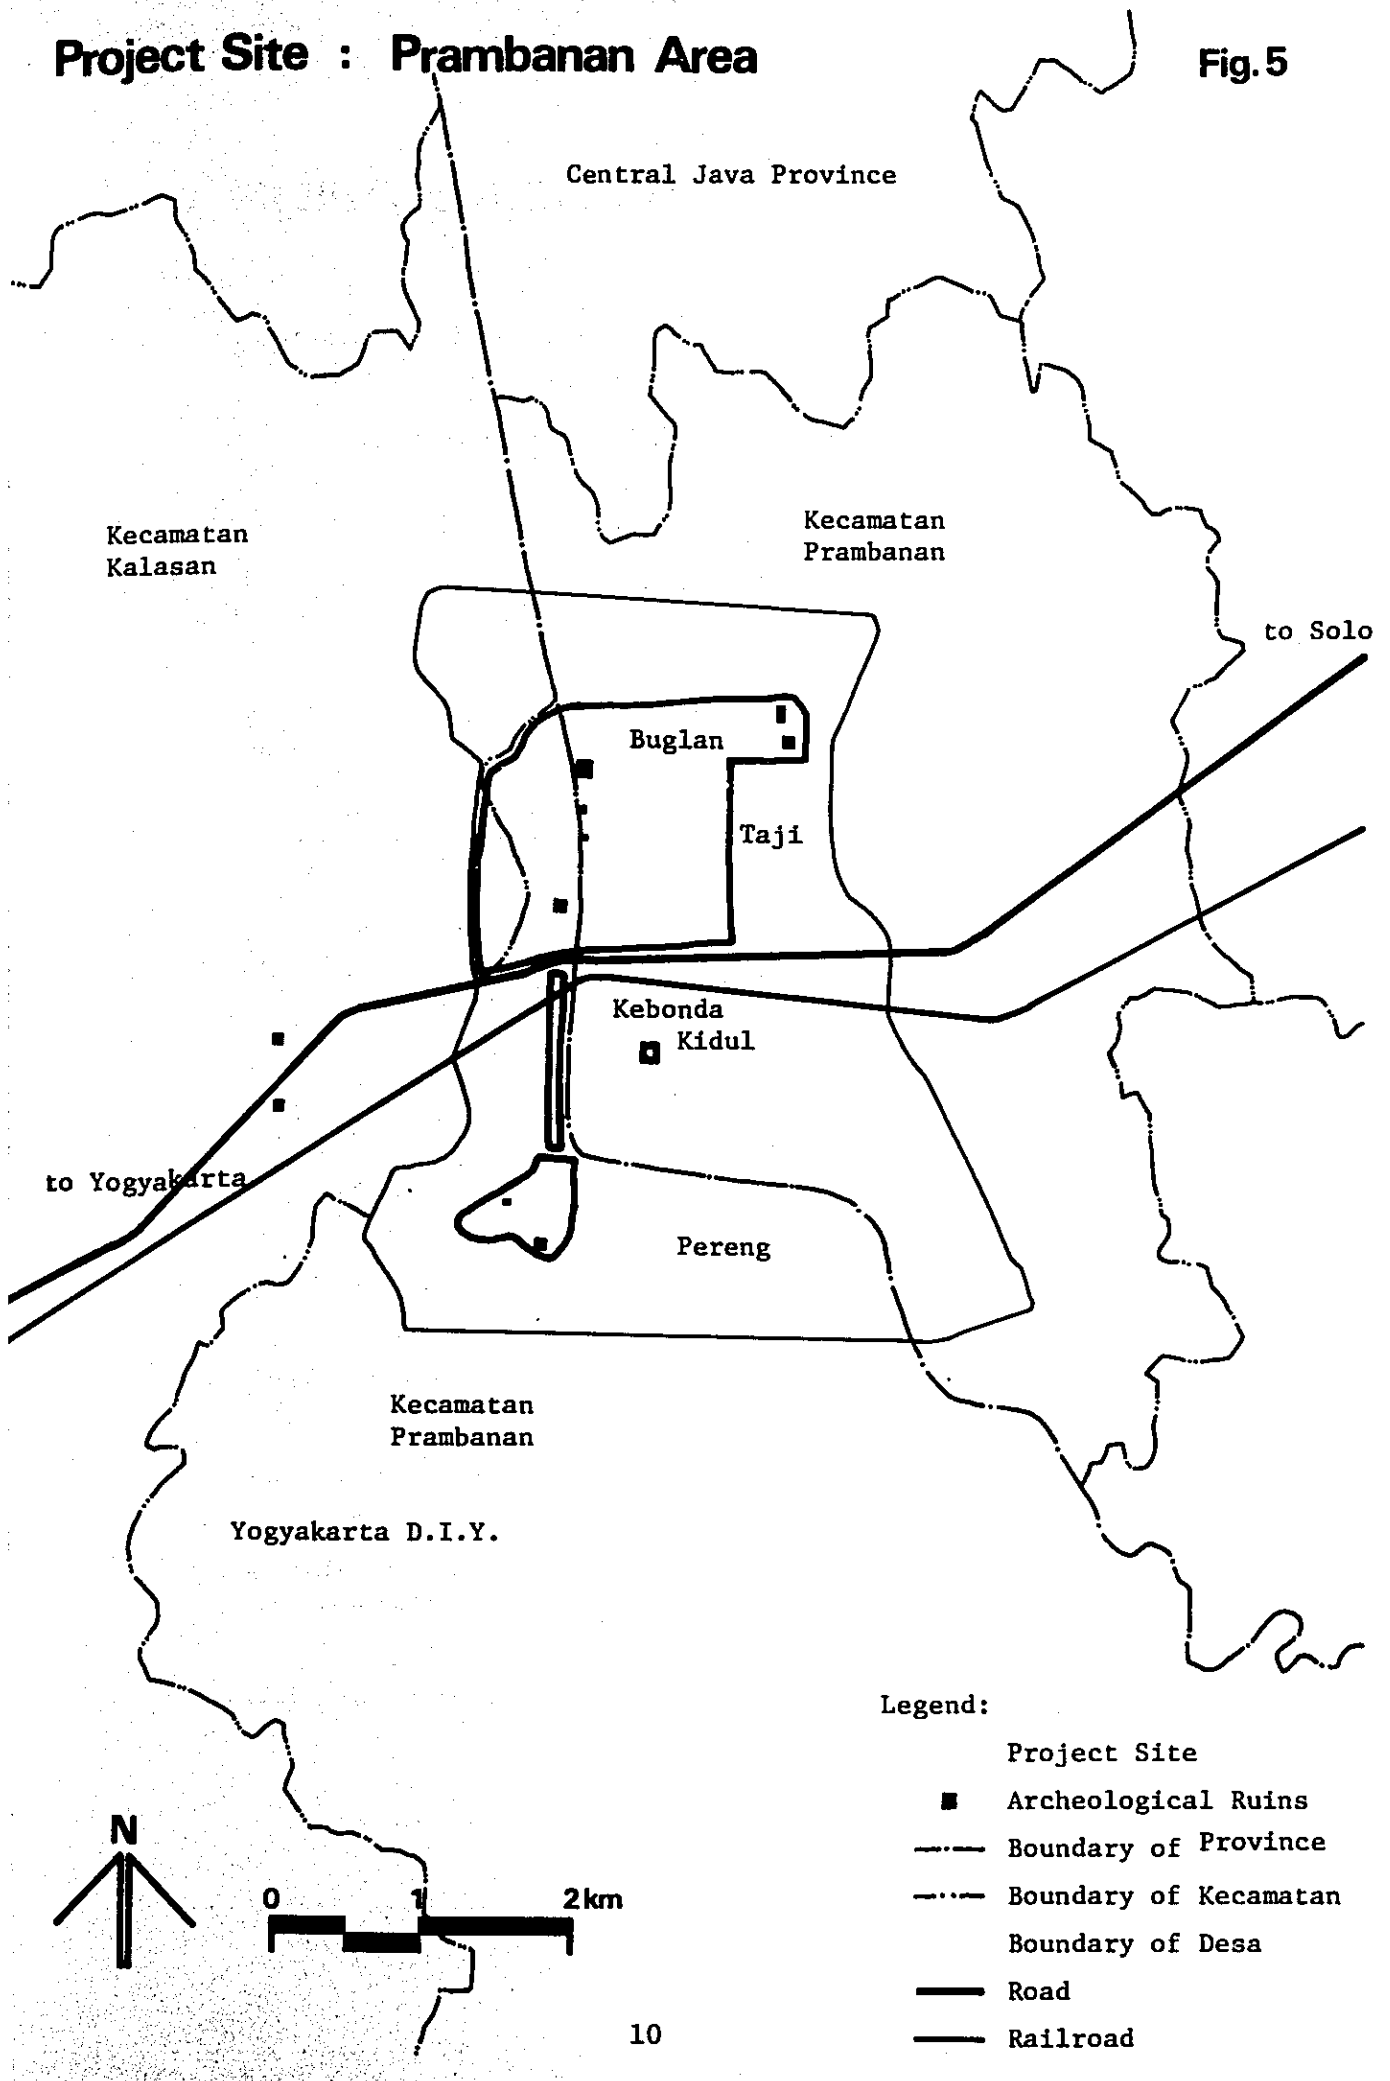 Project Site : Prambanan Area
Fig.5
Central Java Province
Kecamatan
Kalasan
Kecamatan
Prambanan
to Solo
Buglan
Taji
Kebonda
Kidul
to Yogyakarta
Pereng
Kecamatan
Prambanan
Yogyakarta D.I.Y.
Legend:
Project Site
Archeological Ruins
Boundary of Province
Boundary of Kecamatan
Boundary of Desa
Road
Railroad
N
0 1 2km
10